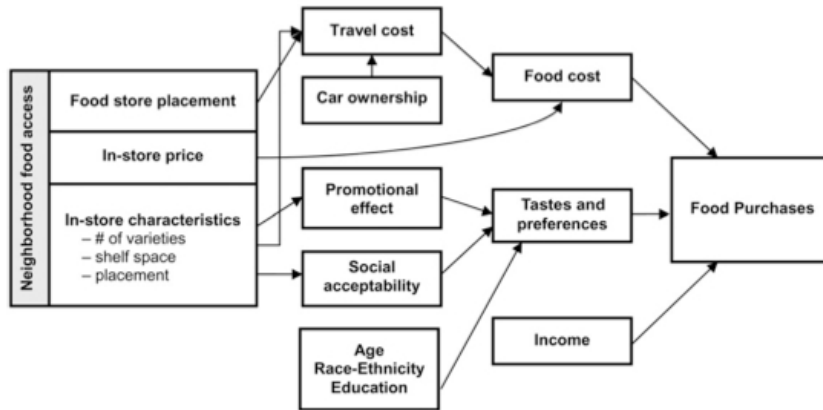 Neighborhood food access
Food store placement
In-store price
In-store characteristics
– # of varieties
– shelf space
– placement
Travel cost
Car ownership
Promotional
effect
Social
acceptability
Age
Race-Ethnicity
Education
Food cost
Tastes and
preferences
Income
Food Purchases